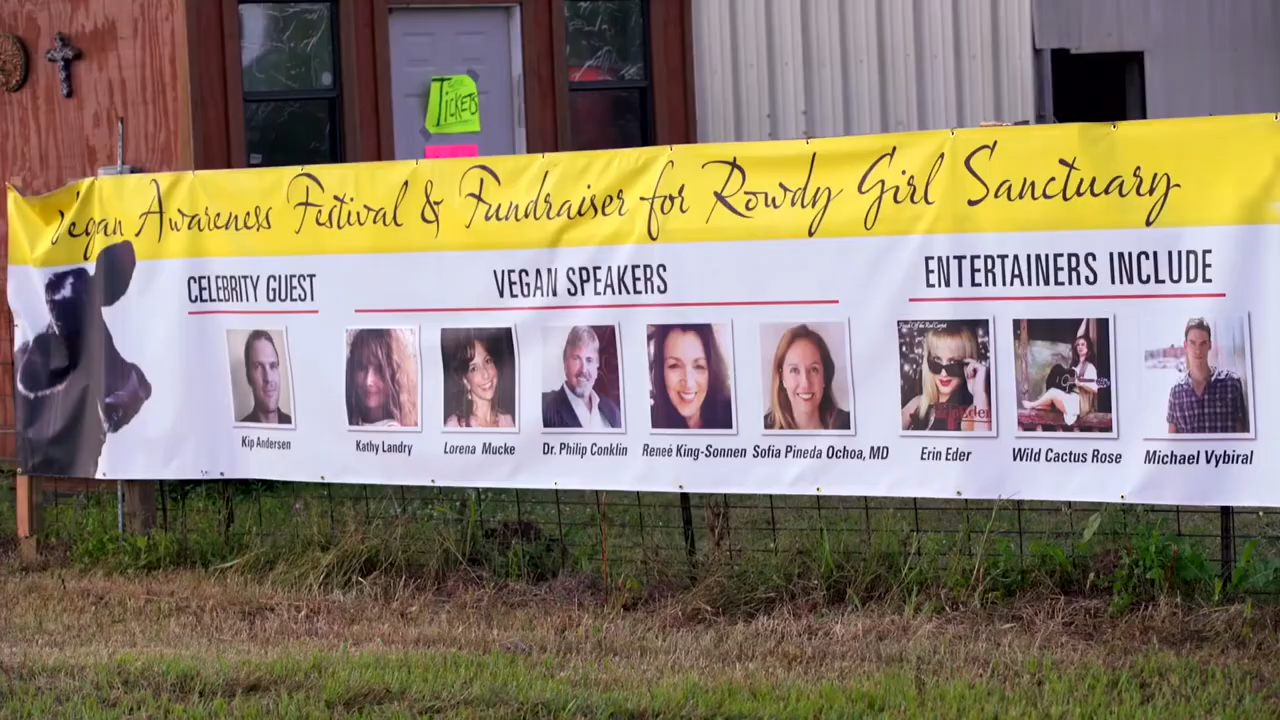 TICKETS
Vegan Awareness Festival & Fundraiser for Rowdy Girl Sanctuary
CELEBRITY GUEST
VEGAN SPEAKERS
ENTERTAINERS INCLUDE
Kip Andersen
Kathy Landry
Lorena Mucke
Dr. Philip Conklin
Reneé King-Sonnen
Sofia Pineda Ochoa, MD
Erin Eder
Wild Cactus Rose
Michael Vybiral